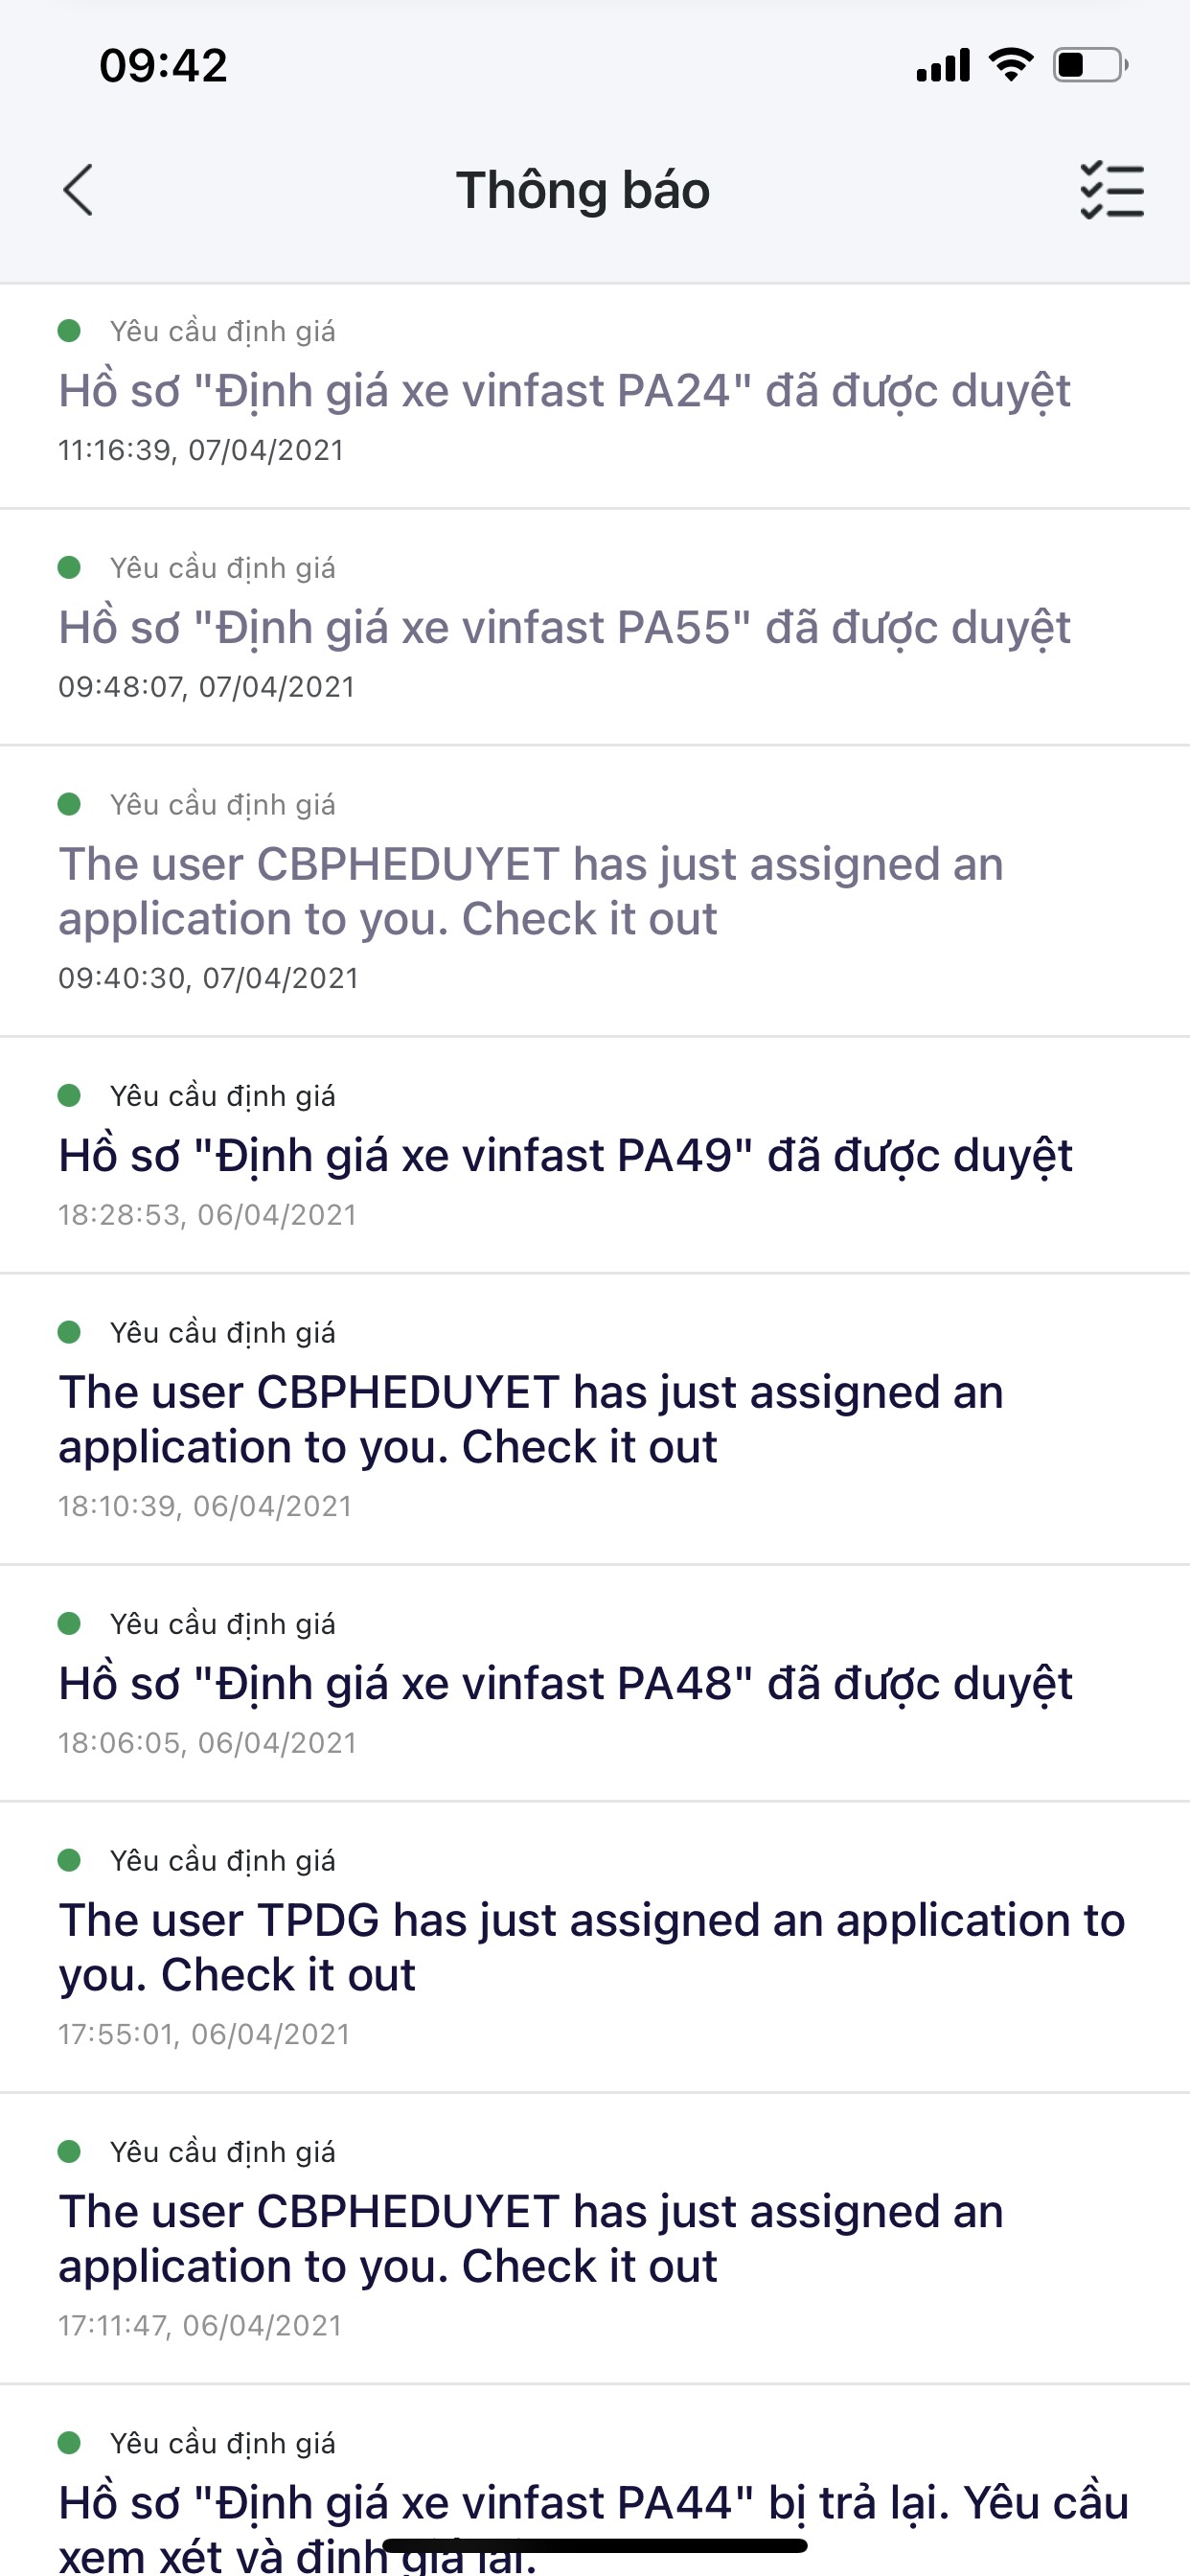 09:42
Thông báo
Yêu cầu định giá
Hồ sơ "Định giá xe vinfast PA24" đã được duyệt
11:16:39, 07/04/2021
Yêu cầu định giá
Hồ sơ "Định giá xe vinfast PA55" đã được duyệt
09:48:07, 07/04/2021
Yêu cầu định giá
The user CBPHEDUYET has just assigned an
application to you. Check it out
09:40:30, 07/04/2021
Yêu cầu định giá
Hồ sơ "Định giá xe vinfast PA49" đã được duyệt
18:28:53, 06/04/2021
Yêu cầu định giá
The user CBPHEDUYET has just assigned an
application to you. Check it out
18:10:39, 06/04/2021
Yêu cầu định giá
Hồ sơ "Định giá xe vinfast PA48" đã được duyệt
18:06:05, 06/04/2021
Yêu cầu định giá
The user TPDG has just assigned an application to
you. Check it out
17:55:01, 06/04/2021
Yêu cầu định giá
The user CBPHEDUYET has just assigned an
application to you. Check it out
17:11:47, 06/04/2021
Yêu cầu định giá
Hồ sơ "Định giá xe vinfast PA44" bị trả lại. Yêu cầu
xem xét và định giá lại.